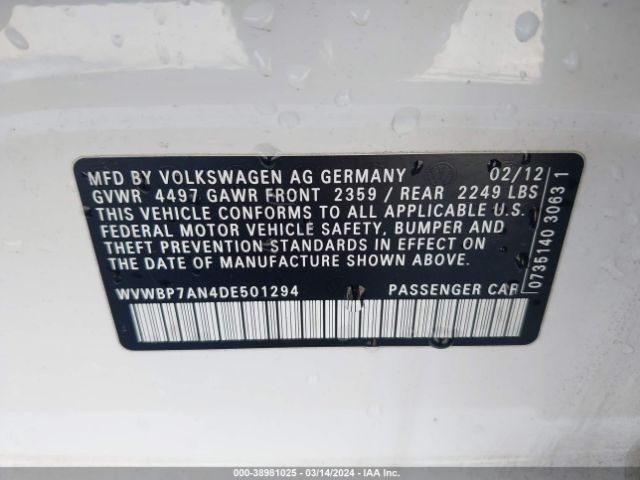 MFD BY VOLKSWAGEN AG GERMANY 02/12
GVWR 4497 GAWR FRONT 2359 / REAR 2249 LBS
THIS VEHICLE CONFORMS TO ALL APPLICABLE U.S.
FEDERAL MOTOR VEHICLE SAFETY, BUMPER AND
THEFT PREVENTION STANDARDS IN EFFECT ON
THE DATE OF MANUFACTURE SHOWN ABOVE.
WVWBP7AN4DE501294 PASSENGER CAR
0735140 3063 1
000-38981025 - 03/14/2024 - IAA Inc.